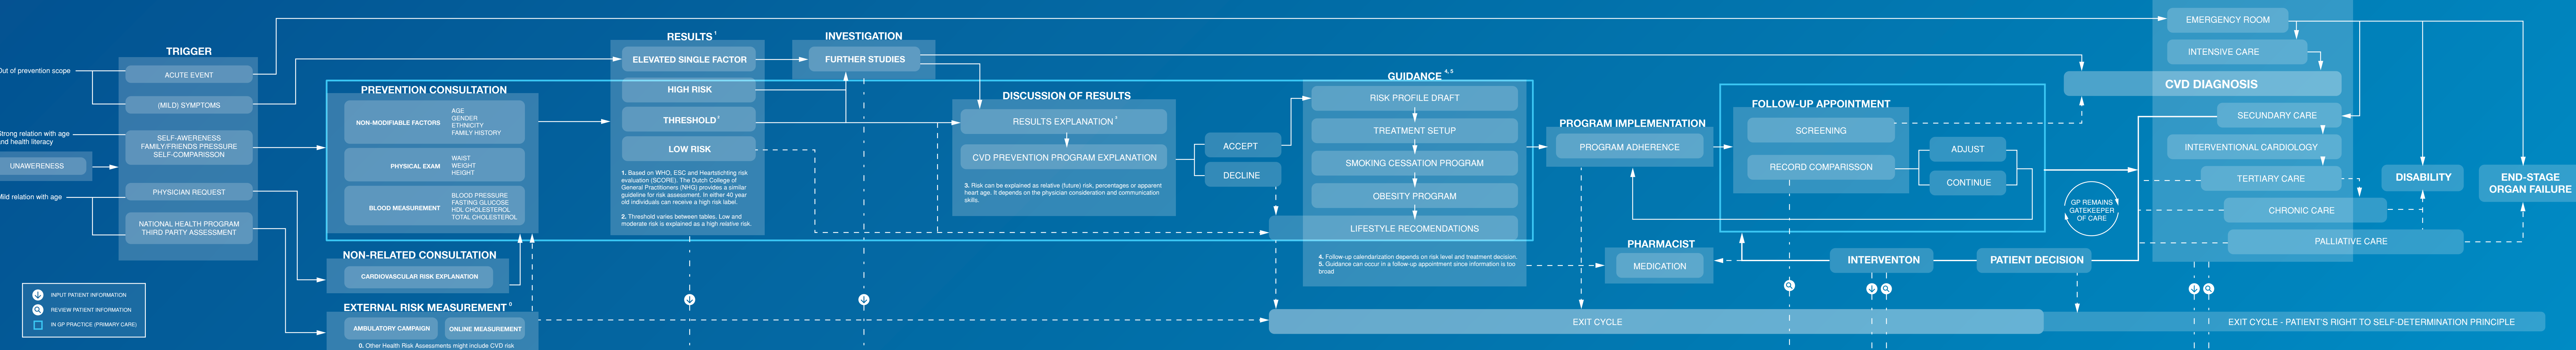 TRIGGER
Out of prevention scope
ACUTE EVENT
(MILD) SYMPTOMS
Strong relation with age
and health literacy
SELF-AWERENESS
FAMILY/FRIENDS PRESSURE
SELF-COMPARISSON
UNAWERENESS
PHYSICIAN REQUEST
Mild relation with age
NATIONAL HEALTH PROGRAM
THIRD PARTY ASSESSMENT
INPUT PATIENT INFORMATION
REVIEW PATIENT INFORMATION
IN GP PRACTICE (PRIMARY CARE)
PREVENTION CONSULTATION
NON-MODIFIABLE FACTORS
AGE
GENDER
ETHNICITY
FAMILY HISTORY
PHYSICAL EXAM
WAIST
WEIGHT
HEIGHT
BLOOD MEASUREMENT
BLOOD PRESSURE
FASTING GLUCOSE
HDL CHOLESTEROL
TOTAL CHOLESTEROL
NON-RELATED CONSULTATION
CARDIOVASCULAR RISK EXPLANATION
EXTERNAL RISK MEASUREMENT 0
AMBULATORY CAMPAIGN
ONLINE MEASUREMENT
0. Other Health Risk Assessments might include CVD risk
RESULTS 1
ELEVATED SINGLE FACTOR
HIGH RISK
THRESHOLD 2
LOW RISK
1. Based on WHO, ESC and Heartstichting risk
evaluation (SCORE). The Dutch College of
General Practitioners (NHG) provides a similar
guideline for risk assessment. In either 40 year
old individuals can receive a high risk label.
2. Threshold varies between tables. Low and
moderate risk is explained as a high relative risk.
INVESTIGATION
FURTHER STUDIES
DISCUSSION OF RESULTS
RESULTS EXPLANATION 3
CVD PREVENTION PROGRAM EXPLANATION
3. Risk can be explained as relative (future) risk, percentages or apparent
heart age. It depends on the physician consideration and communication
skills.
ACCEPT
DECLINE
GUIDANCE 4, 5
RISK PROFILE DRAFT
TREATMENT SETUP
SMOKING CESSATION PROGRAM
OBESITY PROGRAM
LIFESTYLE RECOMENDATIONS
4. Follow-up calendarization depends on risk level and treatment decision.
5. Guidance can occur in a follow-up appointment since information is too
broad
PROGRAM IMPLEMENTATION
PROGRAM ADHERENCE
PHARMACIST
MEDICATION
FOLLOW-UP APPOINTMENT
SCREENING
RECORD COMPARISSON
ADJUST
CONTINUE
INTERVENTON
PATIENT DECISION
GP REMAINS
GATEKEEPER
OF CARE
EMERGENCY ROOM
INTENSIVE CARE
CVD DIAGNOSIS
SECUNDARY CARE
INTERVENTIONAL CARDIOLOGY
TERTIARY CARE
CHRONIC CARE
PALLIATIVE CARE
DISABILITY
END-STAGE
ORGAN FAILURE
EXIT CYCLE
EXIT CYCLE - PATIENT'S RIGHT TO SELF-DETERMINATION PRINCIPLE